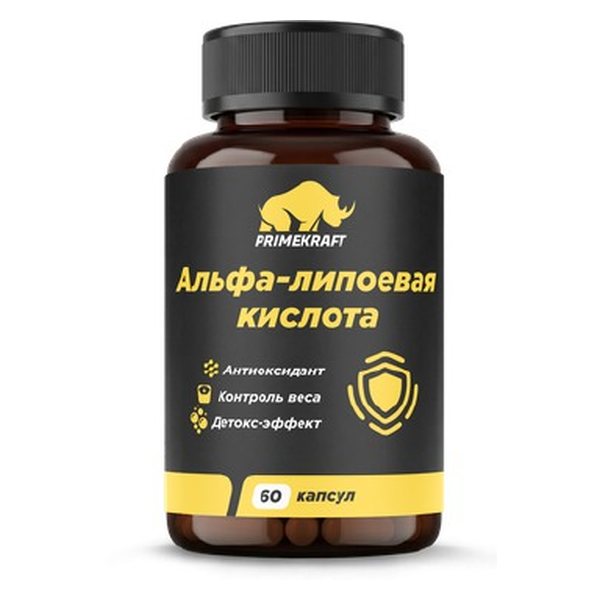 PRIMEKRAFT
Альфа-липоевая
кислота
Антиоксидант
Контроль веса
Детокс-эффект
60 капсул